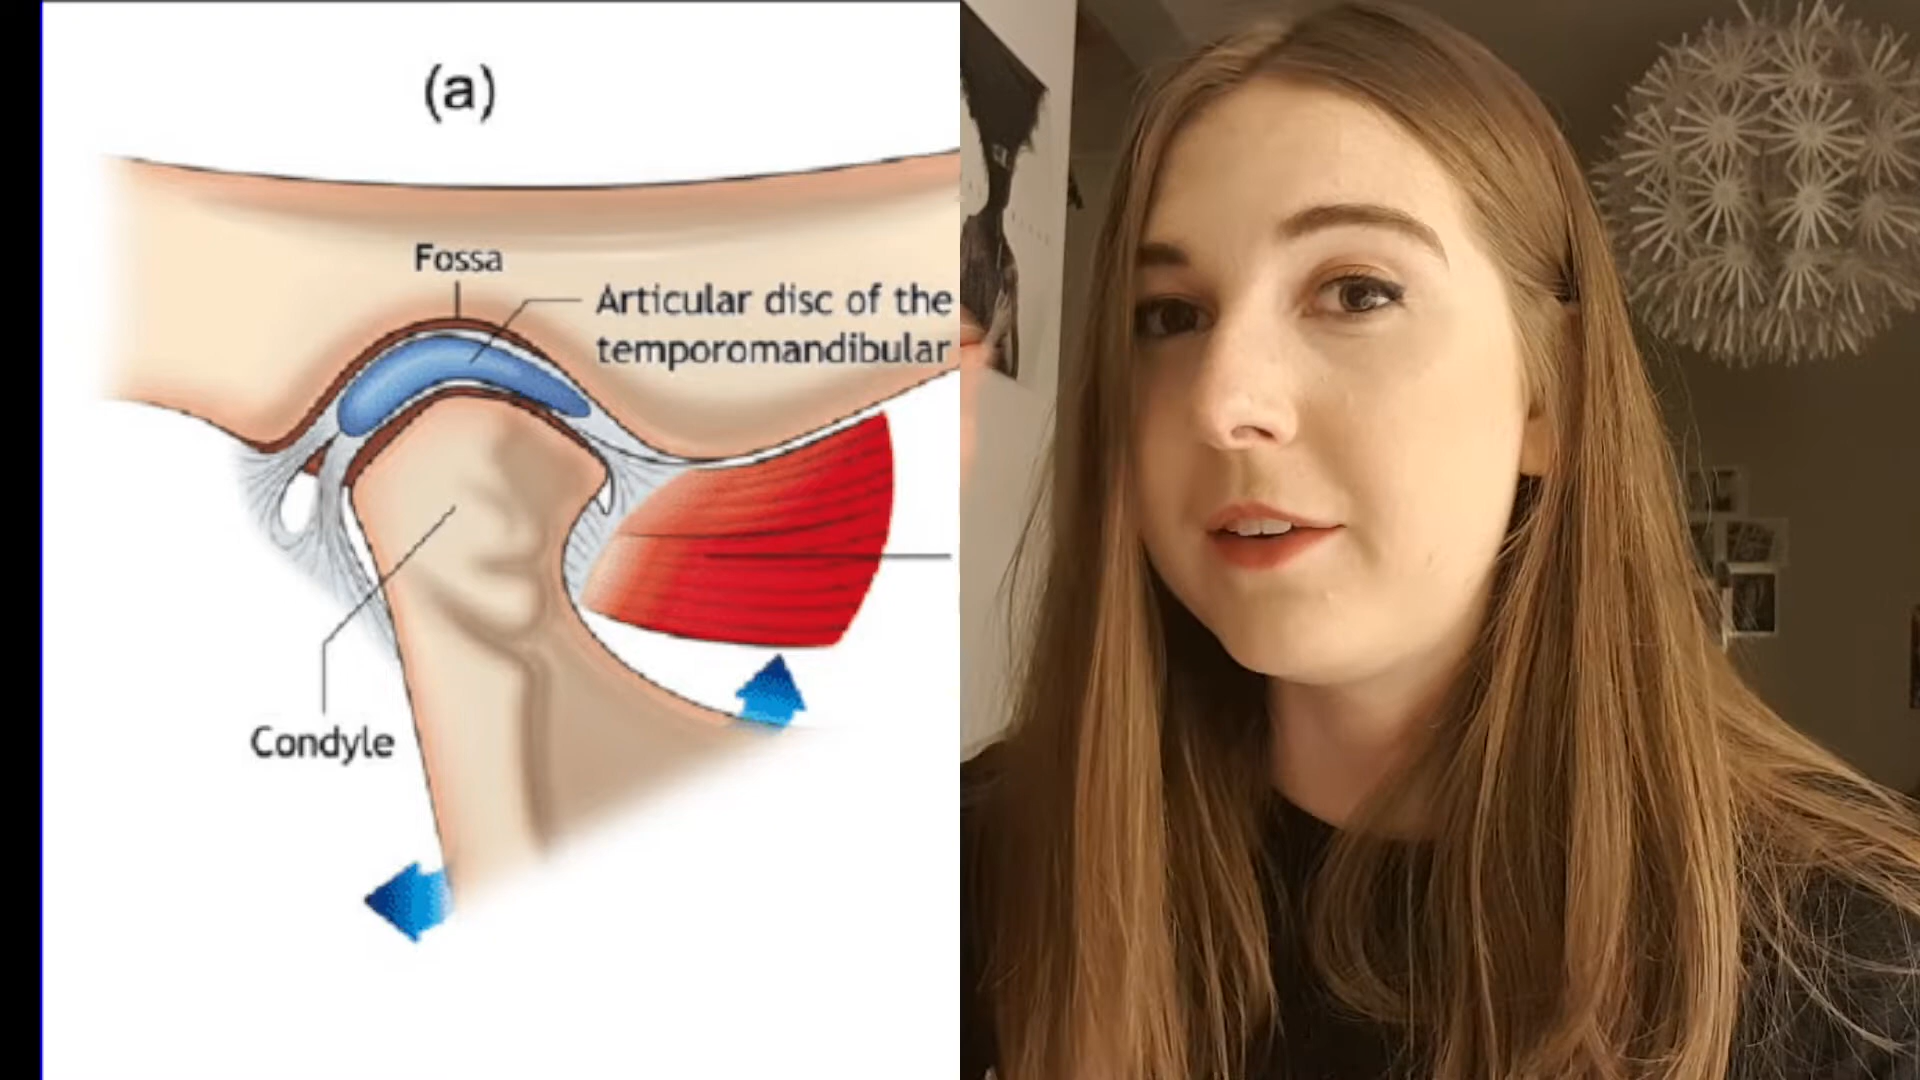 (a)
Fossa
Articular disc of the
temporomandibular
Condyle